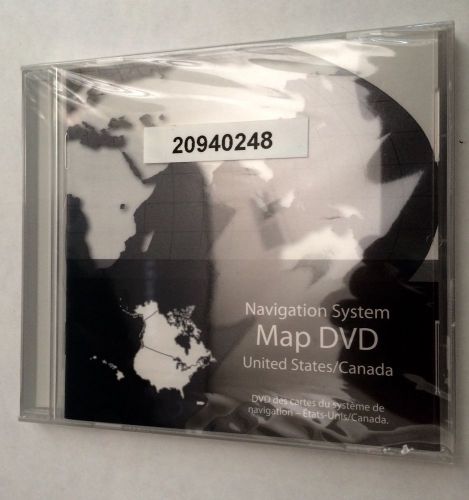 20940248
Navigation System
Map DVD
United States/Canada
DVD des cartes du système de
navigation – États-Unis/Canada.